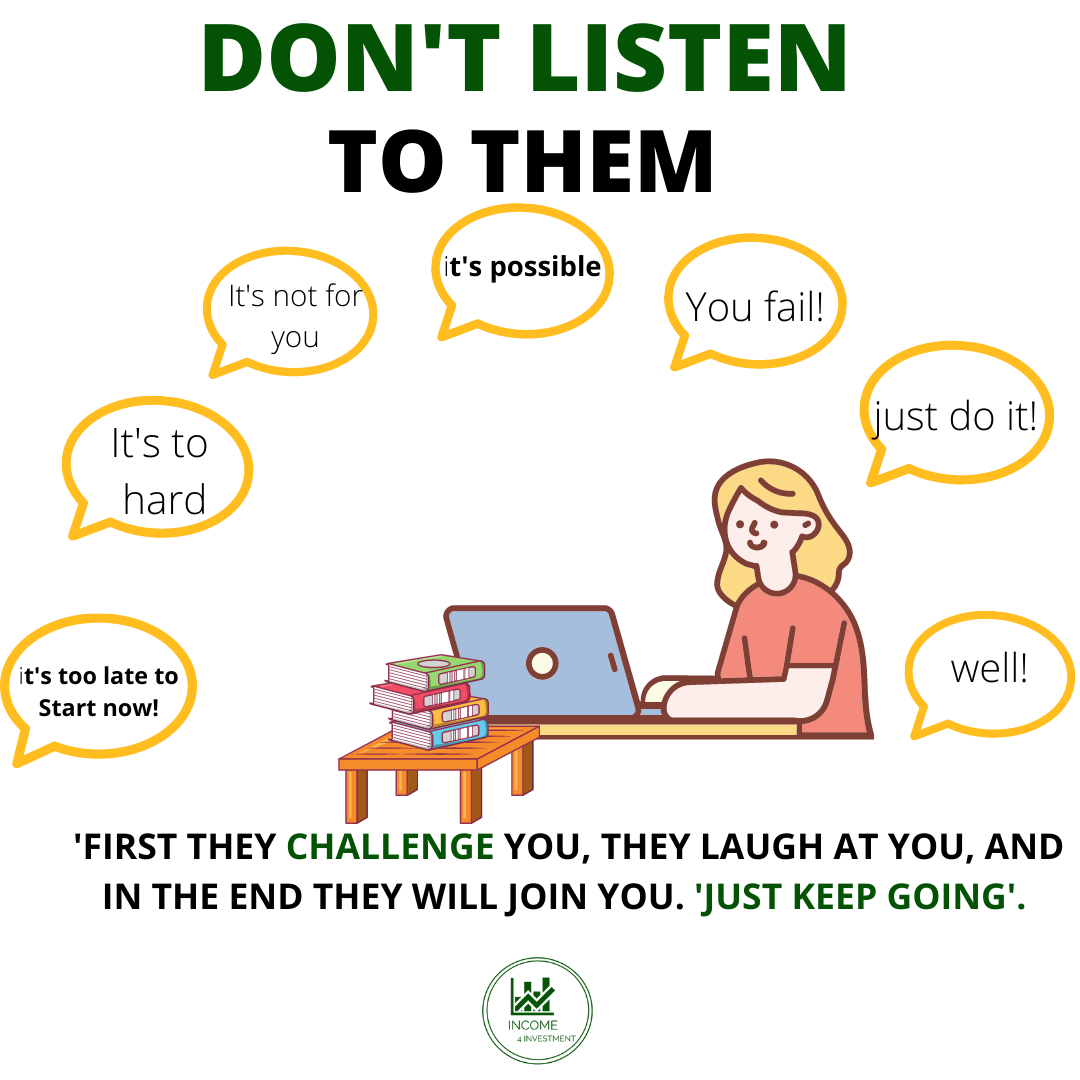 DON'T LISTEN
TO THEM
it's possible
It's not for
you
You fail!
just do it!
It's to
hard
well!
it's too late to
Start now!
'FIRST THEY CHALLENGE YOU, THEY LAUGH AT YOU, AND
IN THE END THEY WILL JOIN YOU. 'JUST KEEP GOING'.
INCOME
4 INVESTMENT